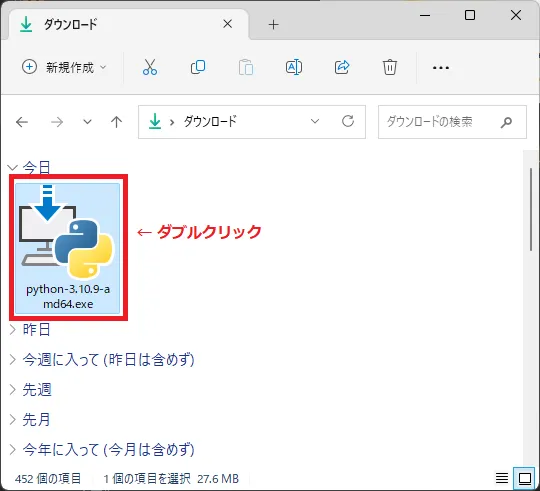 ダウンロード
新規作成
ダウンロード
ダウンロードの検索
今日
← ダブルクリック
python-3.10.9-a
md64.exe
昨日
今週に入って (昨日は含めず)
先週
先月
今年に入って (今月は含めず)
452 個の項目 1 個の項目を選択 27.6 MB